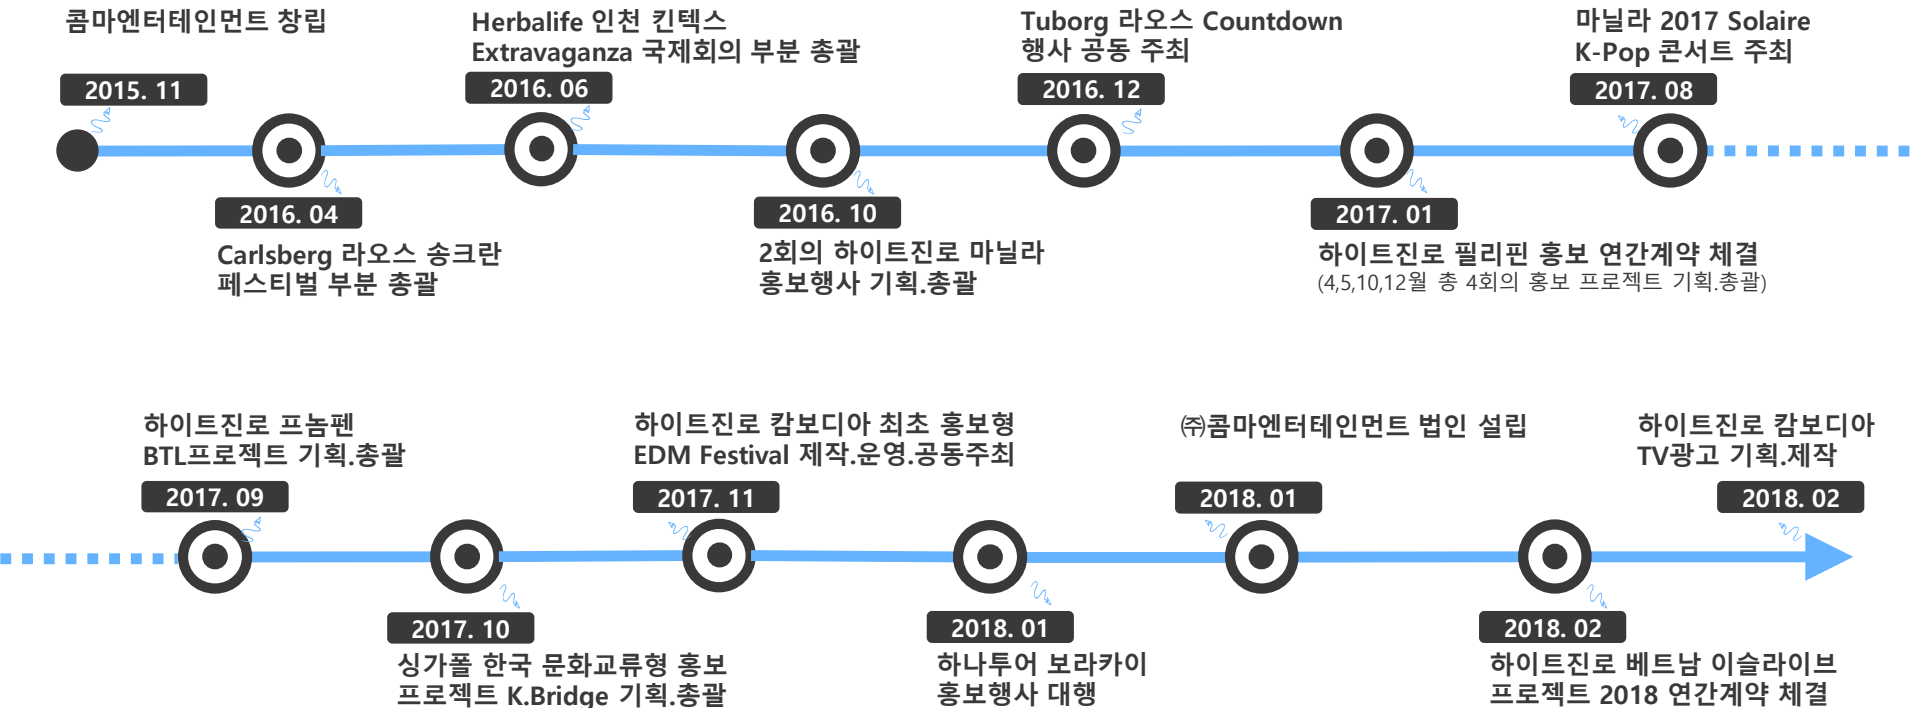 콤마엔터테인먼트 창립
2015. 11
Carlsberg 라오스 송크란
페스티벌 부분 총괄
2016. 04
Herbalife 인천 킨텍스
Extravaganza 국제회의 부분 총괄
2016. 06
2016. 10
2회의 하이트진로 마닐라
홍보행사 기획.총괄
Tuborg 라오스 Countdown
행사 공동 주최
2016. 12
2017. 01
하이트진로 필리핀 홍보 연간계약 체결
(4,5,10,12월 총 4회의 홍보 프로젝트 기획.총괄)
마닐라 2017 Solaire
K-Pop 콘서트 주최
2017. 08
하이트진로 프놈펜
BTL프로젝트 기획.총괄
2017. 09
2017. 10
싱가폴 한국 문화교류형 홍보
프로젝트 K.Bridge 기획.총괄
하이트진로 캄보디아 최초 홍보형
EDM Festival 제작.운영.공동주최
2017. 11
2018. 01
하나투어 보라카이
홍보행사 대행
㈜콤마엔터테인먼트 법인 설립
2018. 01
2018. 02
하이트진로 베트남 이슬라이브
프로젝트 2018 연간계약 체결
하이트진로 캄보디아
TV광고 기획.제작
2018. 02